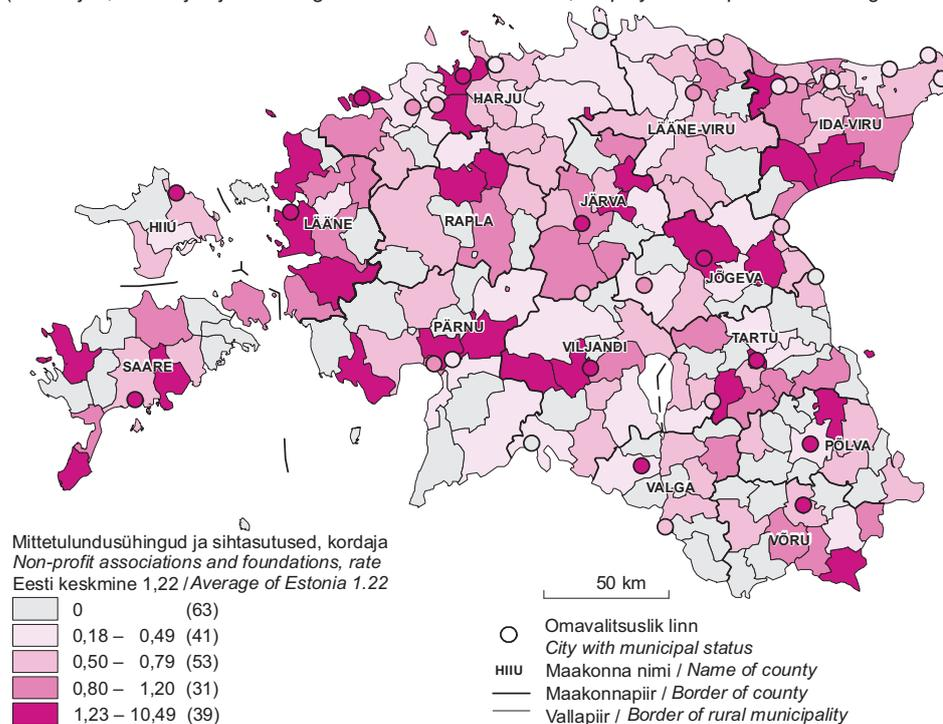 HARJU
LÄÄNE-VIRU
IDA-VIRU
HIIU
LÄÄNE
RAPLA
JÄRVA
JÕGEVA
SAARE
PÄRNU
VILJANDI
TARTU
PÕLVA
VALGA
VÕRU
Mittetulundusühingud ja sihtasutused, kordaja
Non-profit associations and foundations, rate
Eesti keskmine 1,22 / Average of Estonia 1.22
0 (63)
0,18 – 0,49 (41)
0,50 – 0,79 (53)
0,80 – 1,20 (31)
1,23 – 10,49 (39)
50 km
Omavalitsuslik linn
City with municipal status
HIIU Maakonna nimi / Name of county
Maakonnapiir / Border of county
Vallapiir / Border of rural municipality